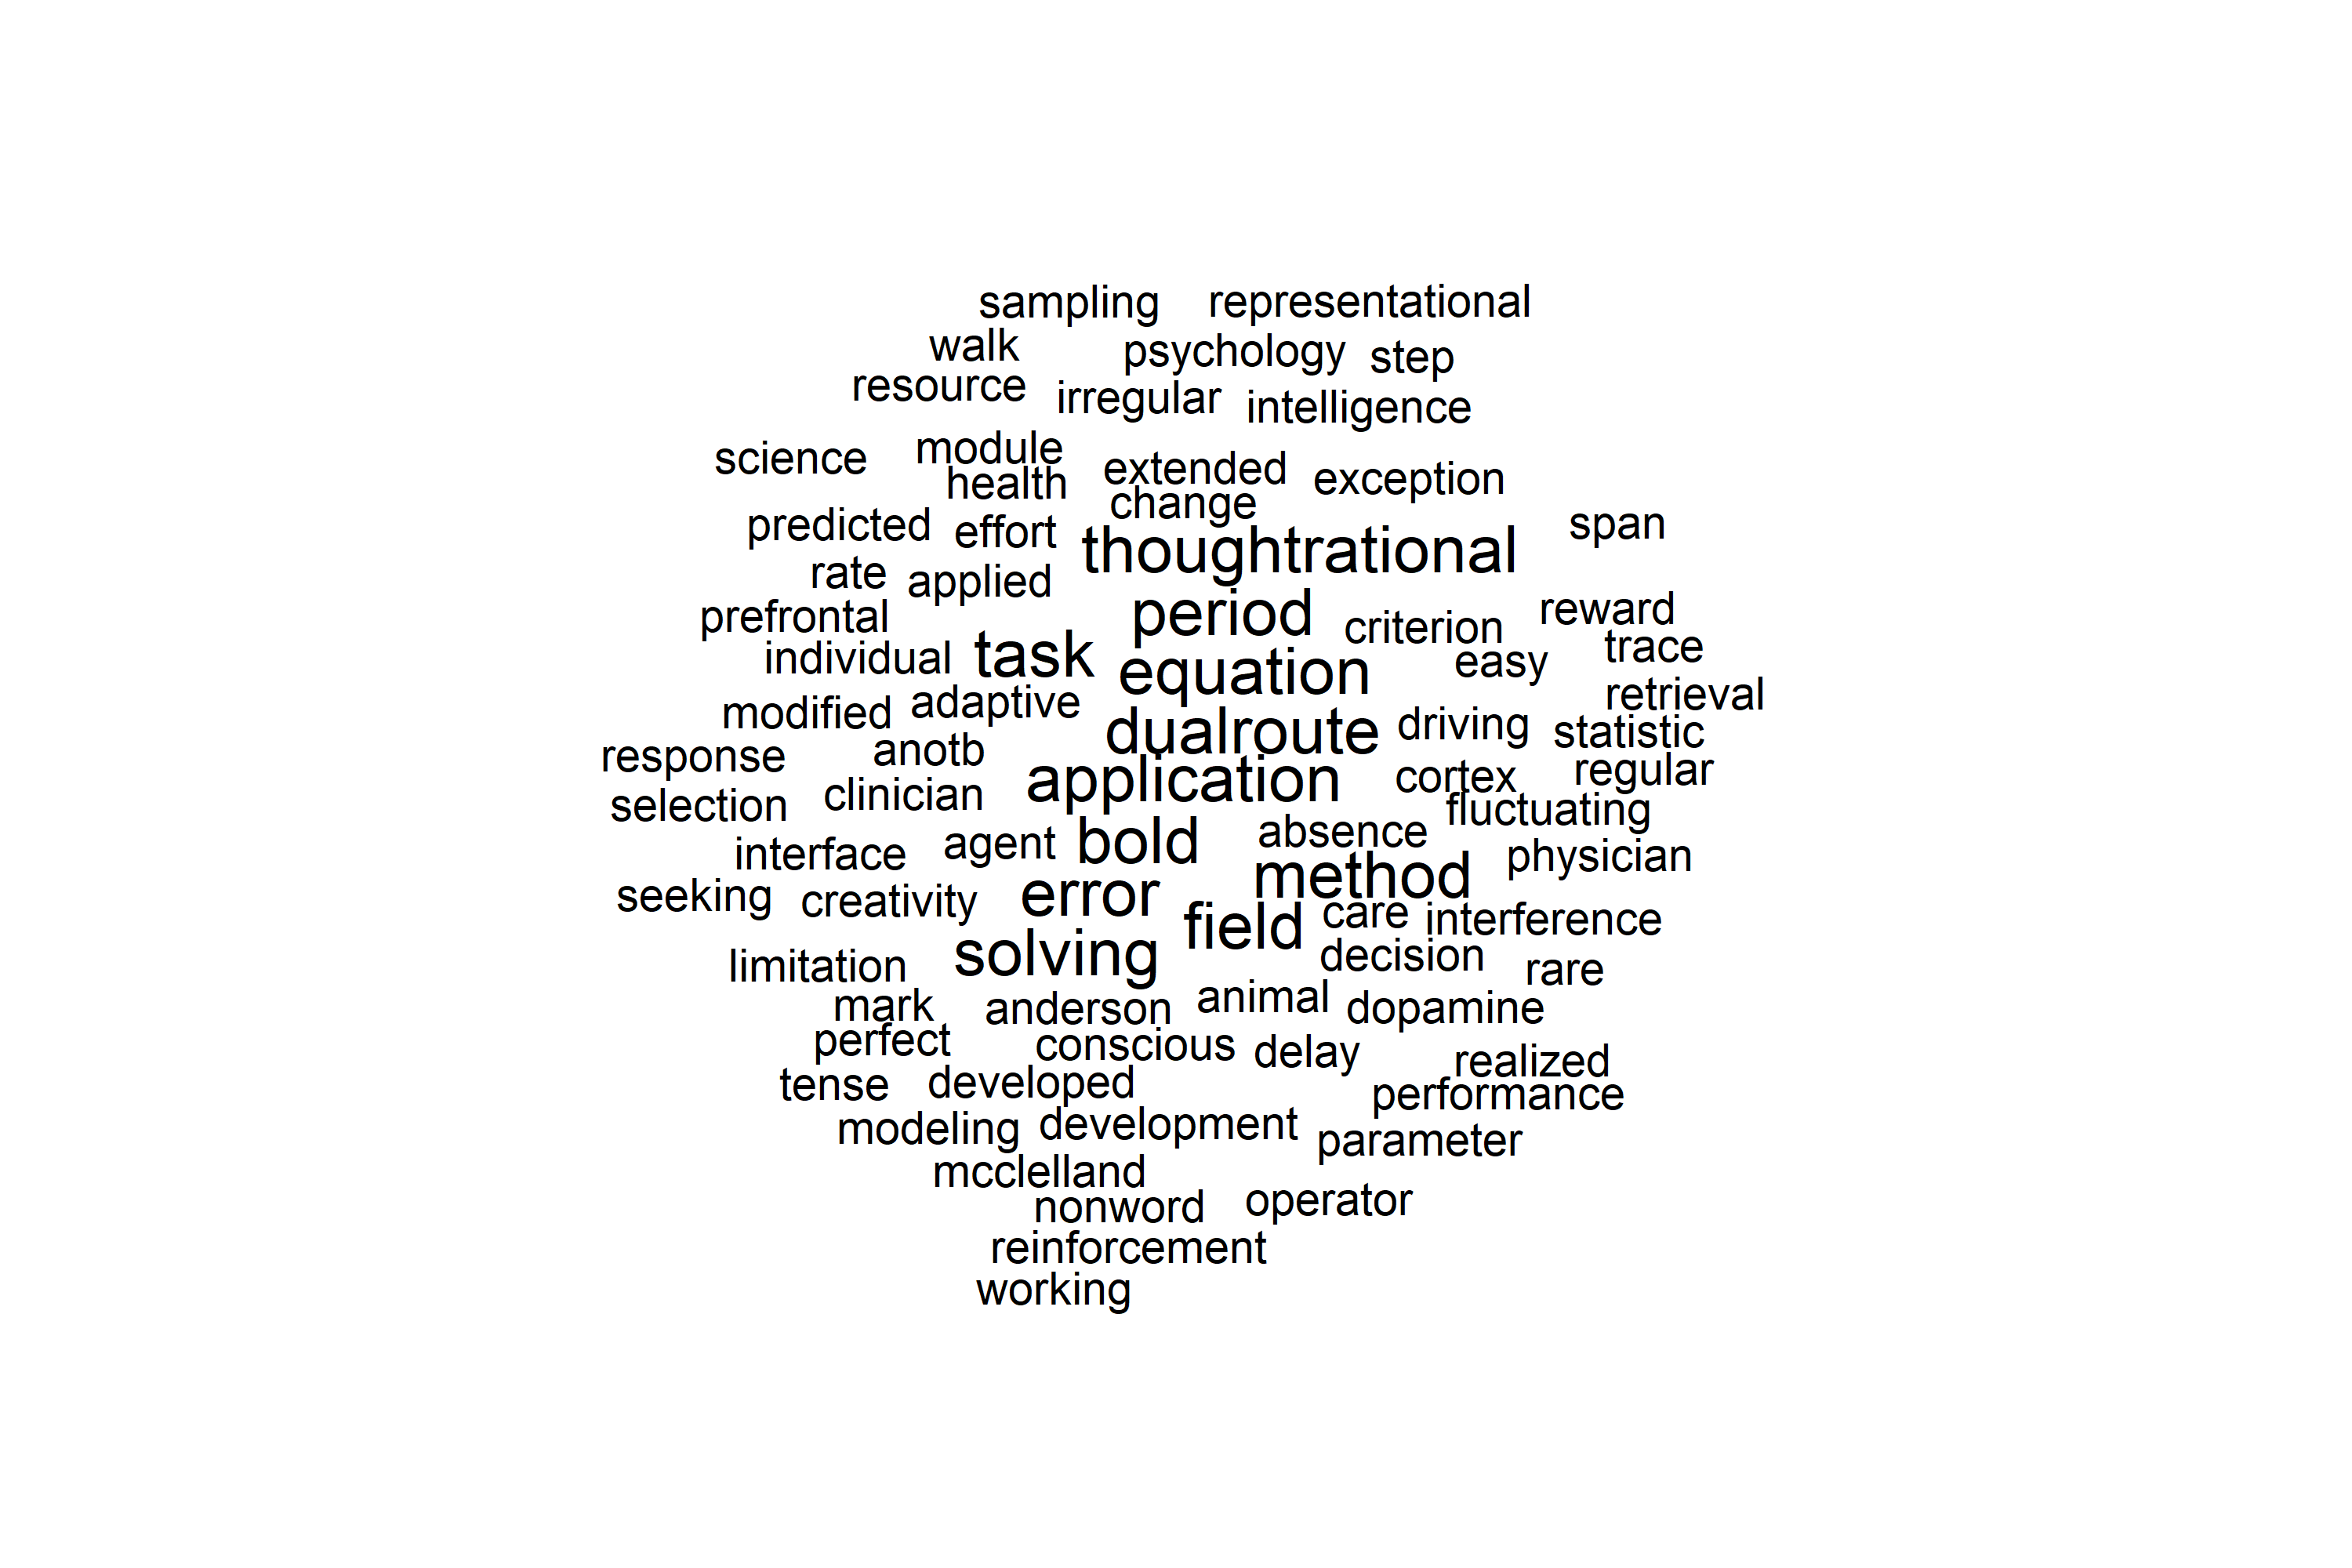 sampling representational
walk psychology step
resource irregular intelligence
science module
health extended exception
change
predicted effort thoughtrational span
rate applied
prefrontal period criterion reward
individual task equation easy trace
modified adaptive retrieval
response anotb dualroute driving statistic
selection clinician application cortex regular
fluctuating
interface agent bold absence physician
seeking creativity error method
field care interference
limitation solving decision rare
mark anderson animal dopamine
perfect conscious delay realized
tense developed performance
modeling development parameter
mcclelland
nonword operator
reinforcement
working